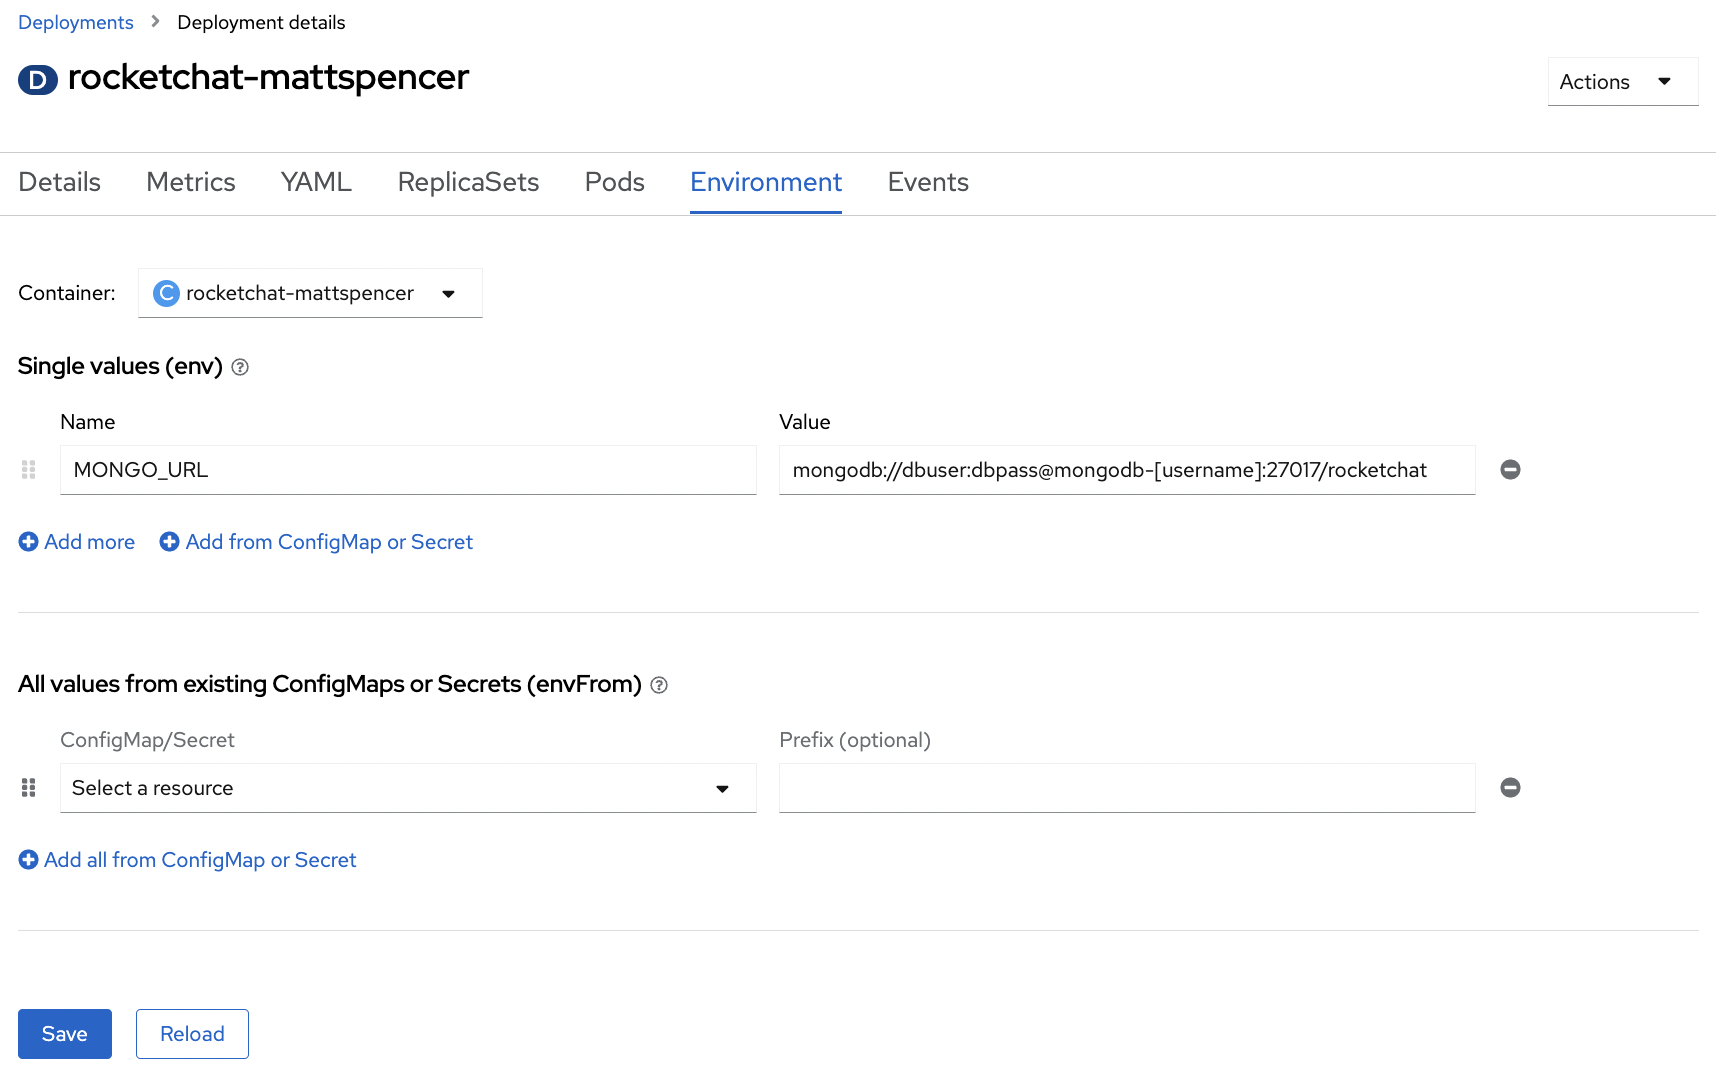 Deployments > Deployment details
D rocketchat-mattspencer
Actions
Details Metrics YAML ReplicaSets Pods Environment Events
Container: C rocketchat-mattspencer
Single values (env) ?
Name Value
MONGO_URL mongodb://dbuser:dbpass@mongodb-[username]:27017/rocketchat
Add more Add from ConfigMap or Secret
All values from existing ConfigMaps or Secrets (envFrom) ?
ConfigMap/Secret Prefix (optional)
Select a resource
Add all from ConfigMap or Secret
Save Reload